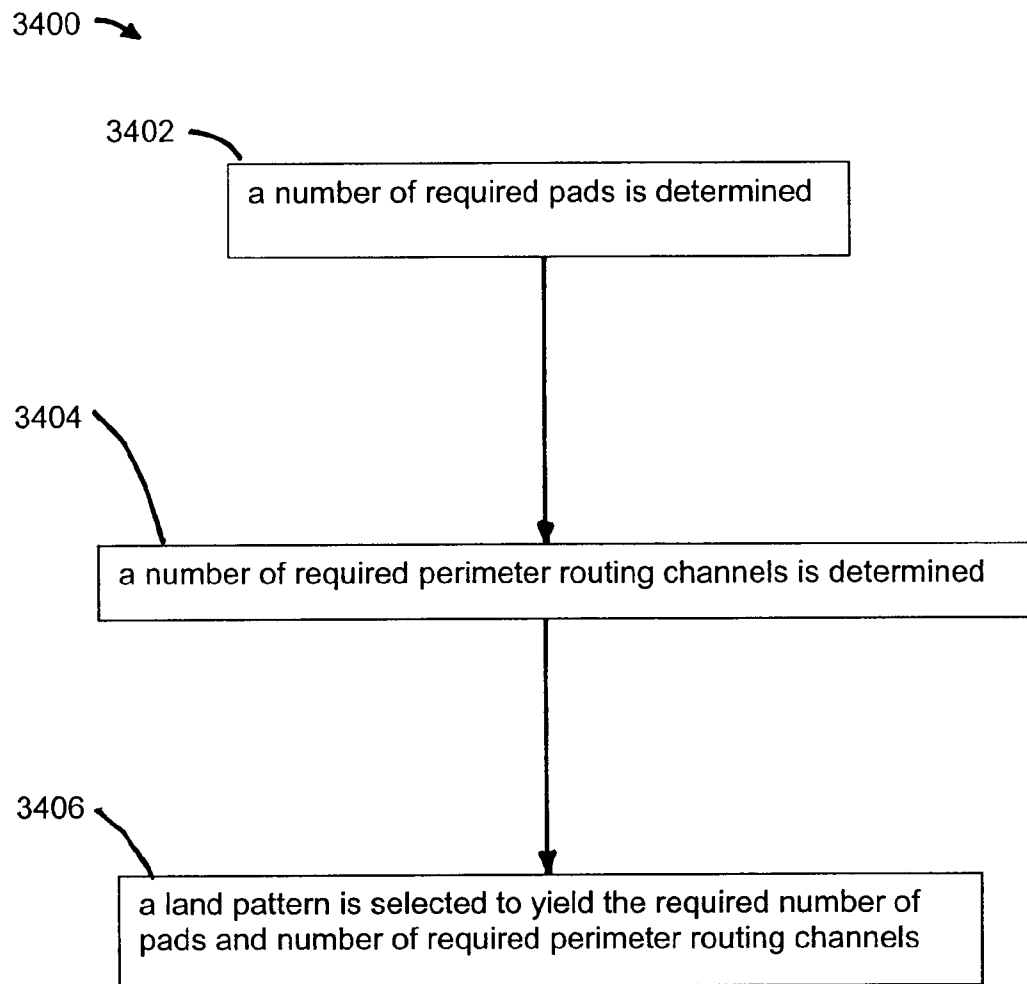 3400
3402
a number of required pads is determined
3404
a number of required perimeter routing channels is determined
3406
a land pattern is selected to yield the required number of
pads and number of required perimeter routing channels